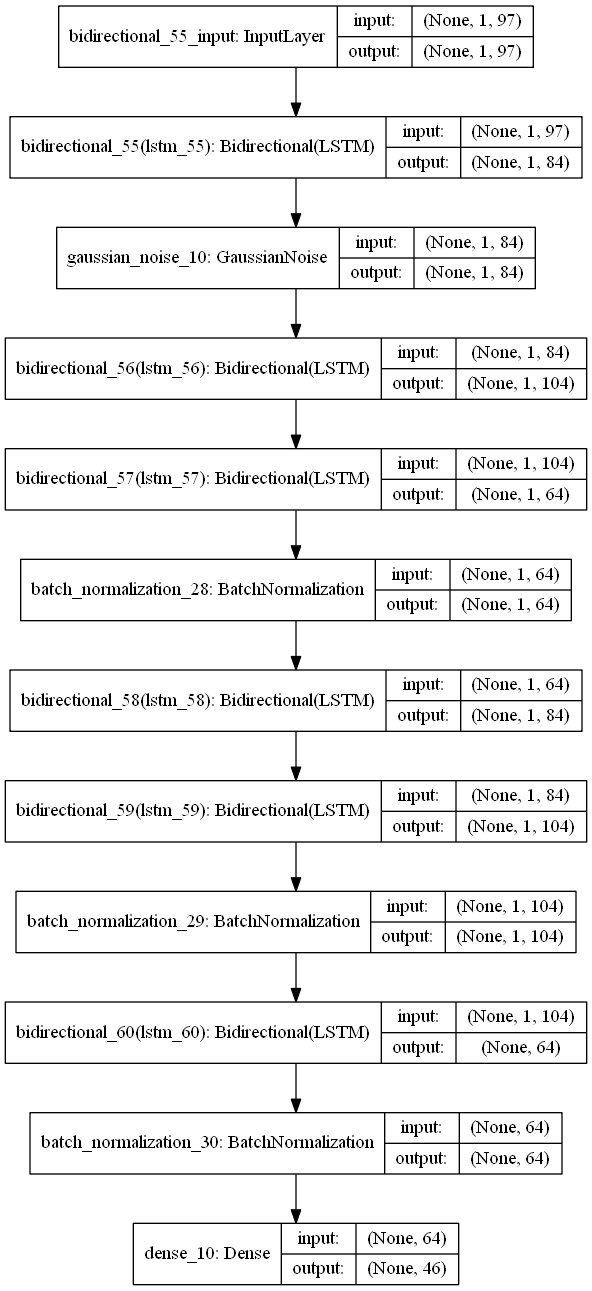 bidirectional_55_input: InputLayer
input: (None, 1, 97)
output: (None, 1, 97)
bidirectional_55(lstm_55): Bidirectional(LSTM)
input: (None, 1, 97)
output: (None, 1, 84)
gaussian_noise_10: GaussianNoise
input: (None, 1, 84)
output: (None, 1, 84)
bidirectional_56(lstm_56): Bidirectional(LSTM)
input: (None, 1, 84)
output: (None, 1, 104)
bidirectional_57(lstm_57): Bidirectional(LSTM)
input: (None, 1, 104)
output: (None, 1, 64)
batch_normalization_28: BatchNormalization
input: (None, 1, 64)
output: (None, 1, 64)
bidirectional_58(lstm_58): Bidirectional(LSTM)
input: (None, 1, 64)
output: (None, 1, 84)
bidirectional_59(lstm_59): Bidirectional(LSTM)
input: (None, 1, 84)
output: (None, 1, 104)
batch_normalization_29: BatchNormalization
input: (None, 1, 104)
output: (None, 1, 104)
bidirectional_60(lstm_60): Bidirectional(LSTM)
input: (None, 1, 104)
output: (None, 64)
batch_normalization_30: BatchNormalization
input: (None, 64)
output: (None, 64)
dense_10: Dense
input: (None, 64)
output: (None, 46)